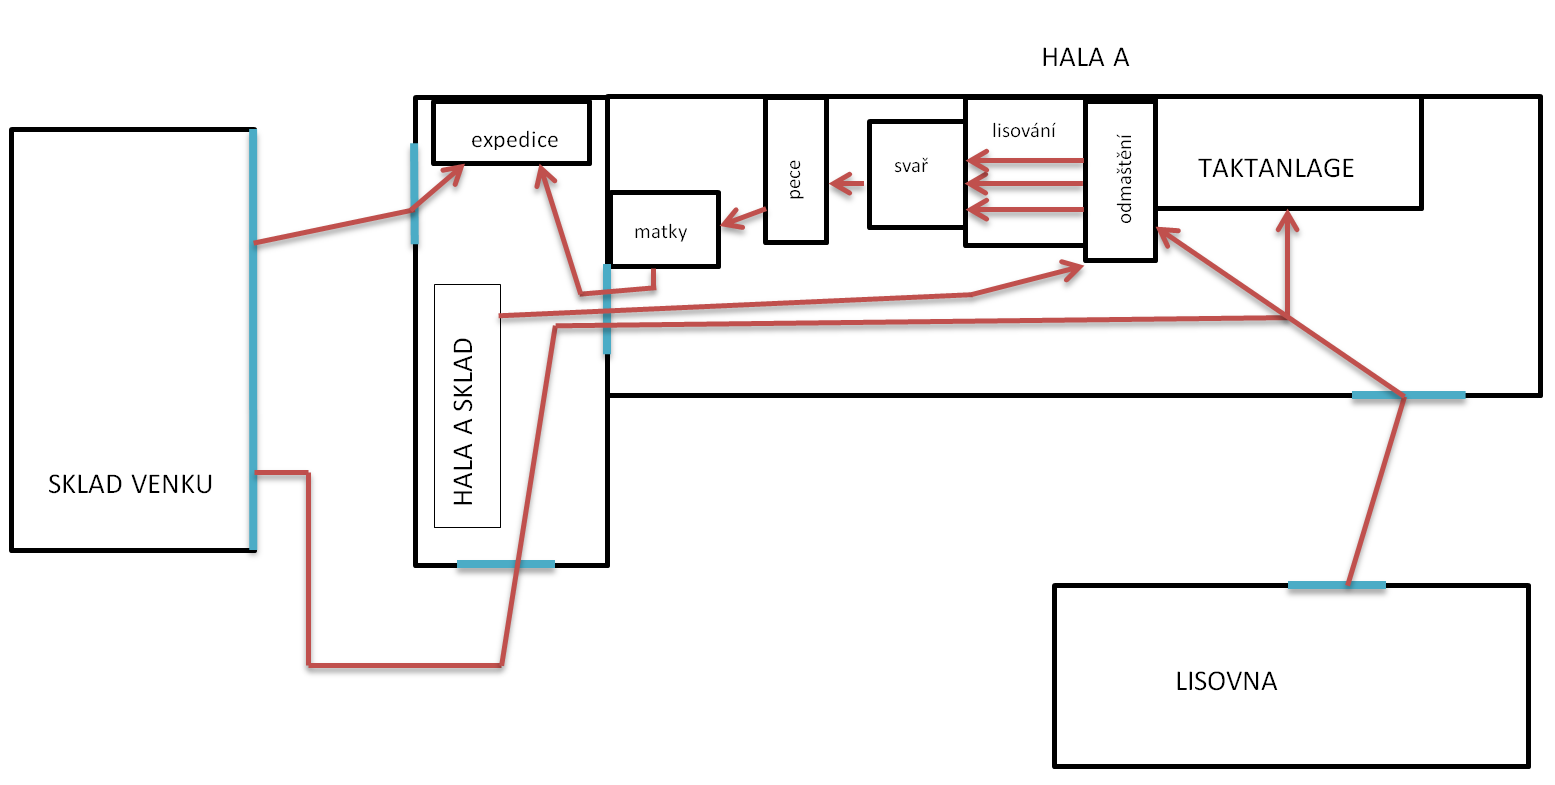 HALA A
expedice
lisování
odmaštění
TAKTANLAGE
svař
pece
matky
HALA A SKLAD
SKLAD VENKU
LISOVNA